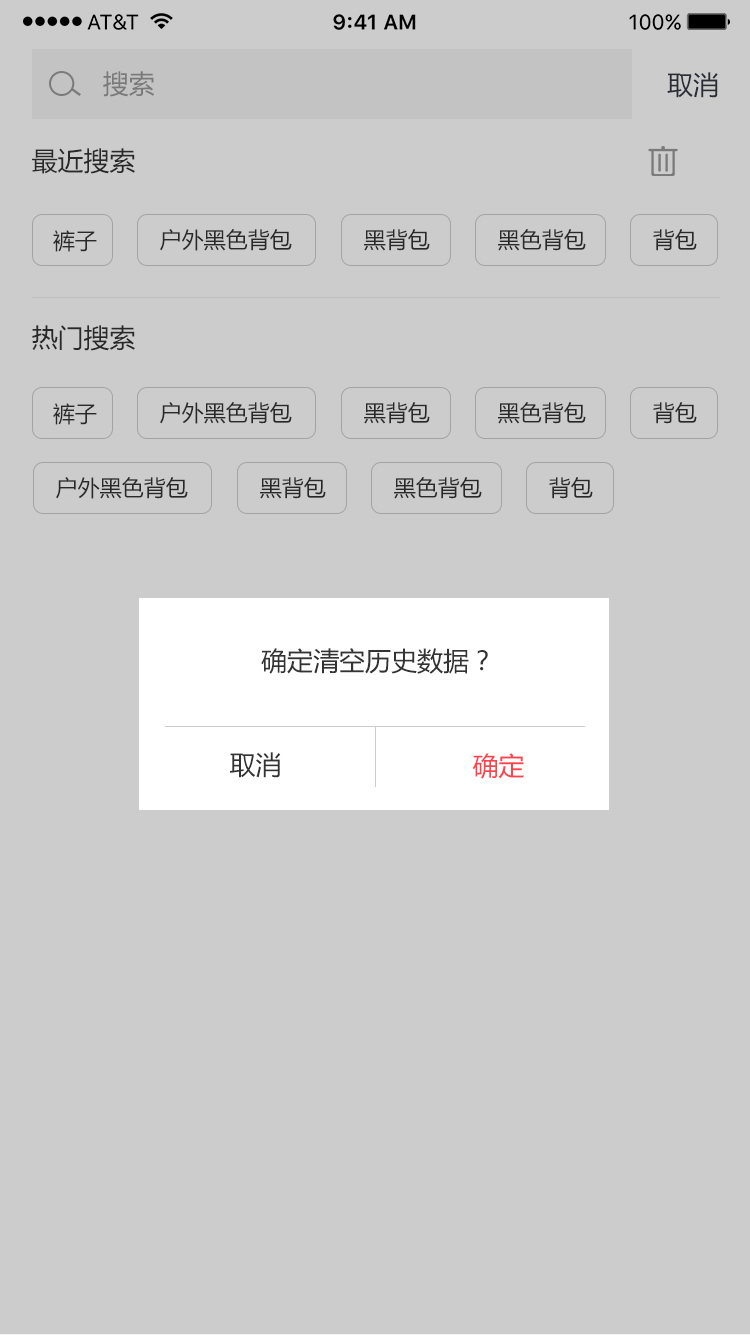 AT&T 9:41 AM 100%
搜索 取消
最近搜索
裤子 户外黑色背包 黑背包 黑色背包 背包
热门搜索
裤子 户外黑色背包 黑背包 黑色背包 背包
户外黑色背包 黑背包 黑色背包 背包
确定清空历史数据？
取消 确定